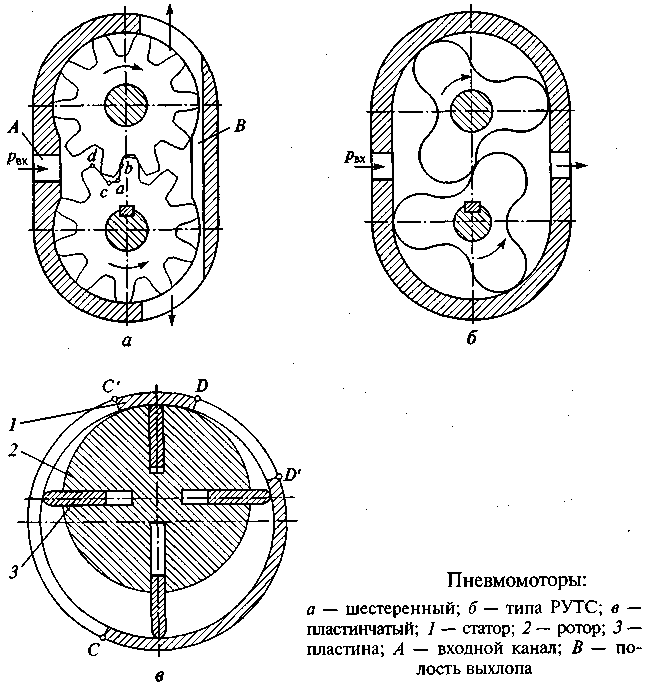 A
p вх
d
b
c
a
B
а
p вх
б
C'
D
1
2
D'
3
C
в
Пневмомоторы:
а — шестеренный; б — типа РУТС; в —
пластинчатый; 1 — статор; 2 — ротор; 3 —
пластина; А — входной канал; В — по-
лость выхлопа